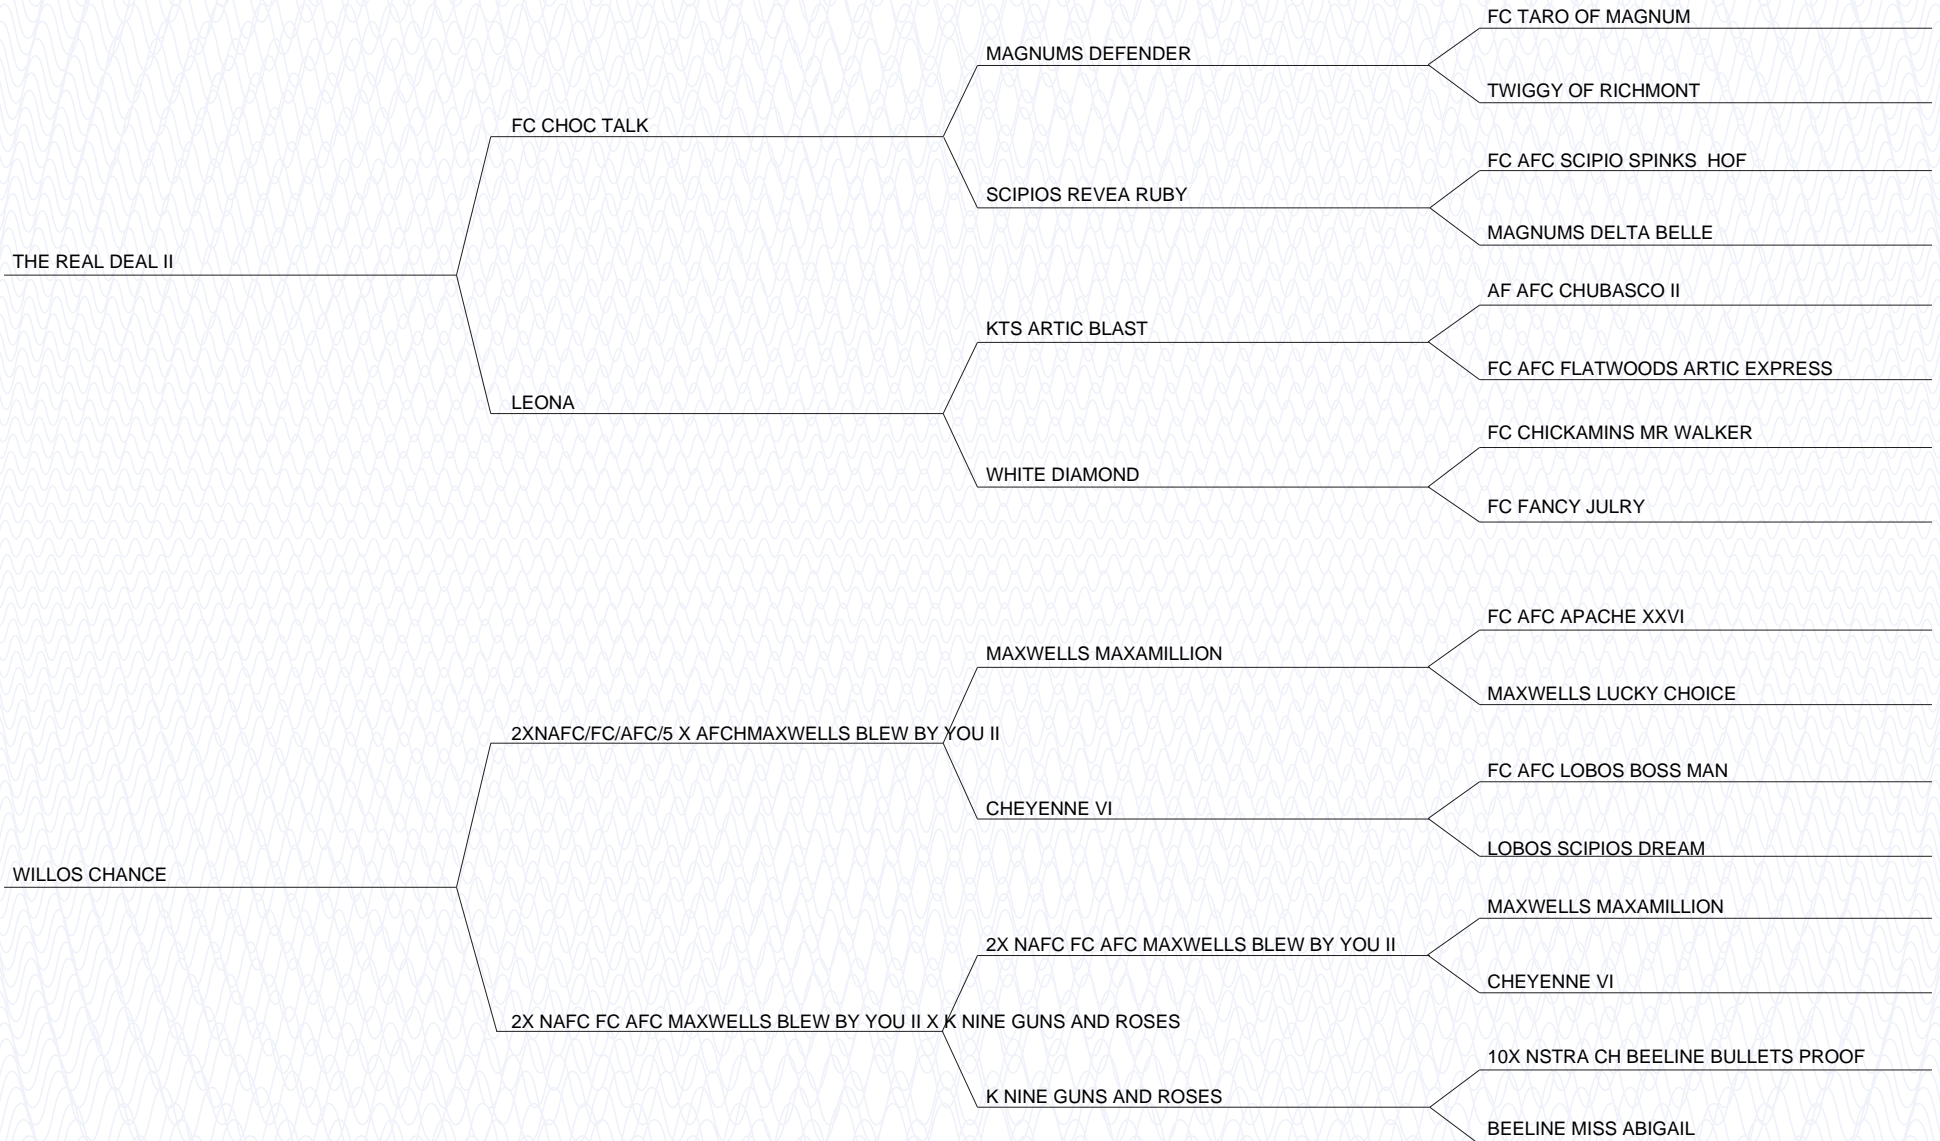 FC TARO OF MAGNUM
MAGNUMS DEFENDER
TWIGGY OF RICHMONT
FC CHOC TALK
FC AFC SCIPIO SPINKS  HOF
SCIPIOS REVEA RUBY
MAGNUMS DELTA BELLE
THE REAL DEAL II
AF AFC CHUBASCO II
KTS ARTIC BLAST
FC AFC FLATWOODS ARTIC EXPRESS
LEONA
FC CHICKAMINS MR WALKER
WHITE DIAMOND
FC FANCY JULRY
FC AFC APACHE XXVI
MAXWELLS MAXAMILLION
MAXWELLS LUCKY CHOICE
2XNAFC/FC/AFC/5 X AFCHMAXWELLS BLEW BY YOU II
FC AFC LOBOS BOSS MAN
CHEYENNE VI
LOBOS SCIPIOS DREAM
WILLOS CHANCE
MAXWELLS MAXAMILLION
2X NAFC FC AFC MAXWELLS BLEW BY YOU II
CHEYENNE VI
2X NAFC FC AFC MAXWELLS BLEW BY YOU II X K NINE GUNS AND ROSES
10X NSTRA CH BEELINE BULLETS PROOF
K NINE GUNS AND ROSES
BEELINE MISS ABIGAIL